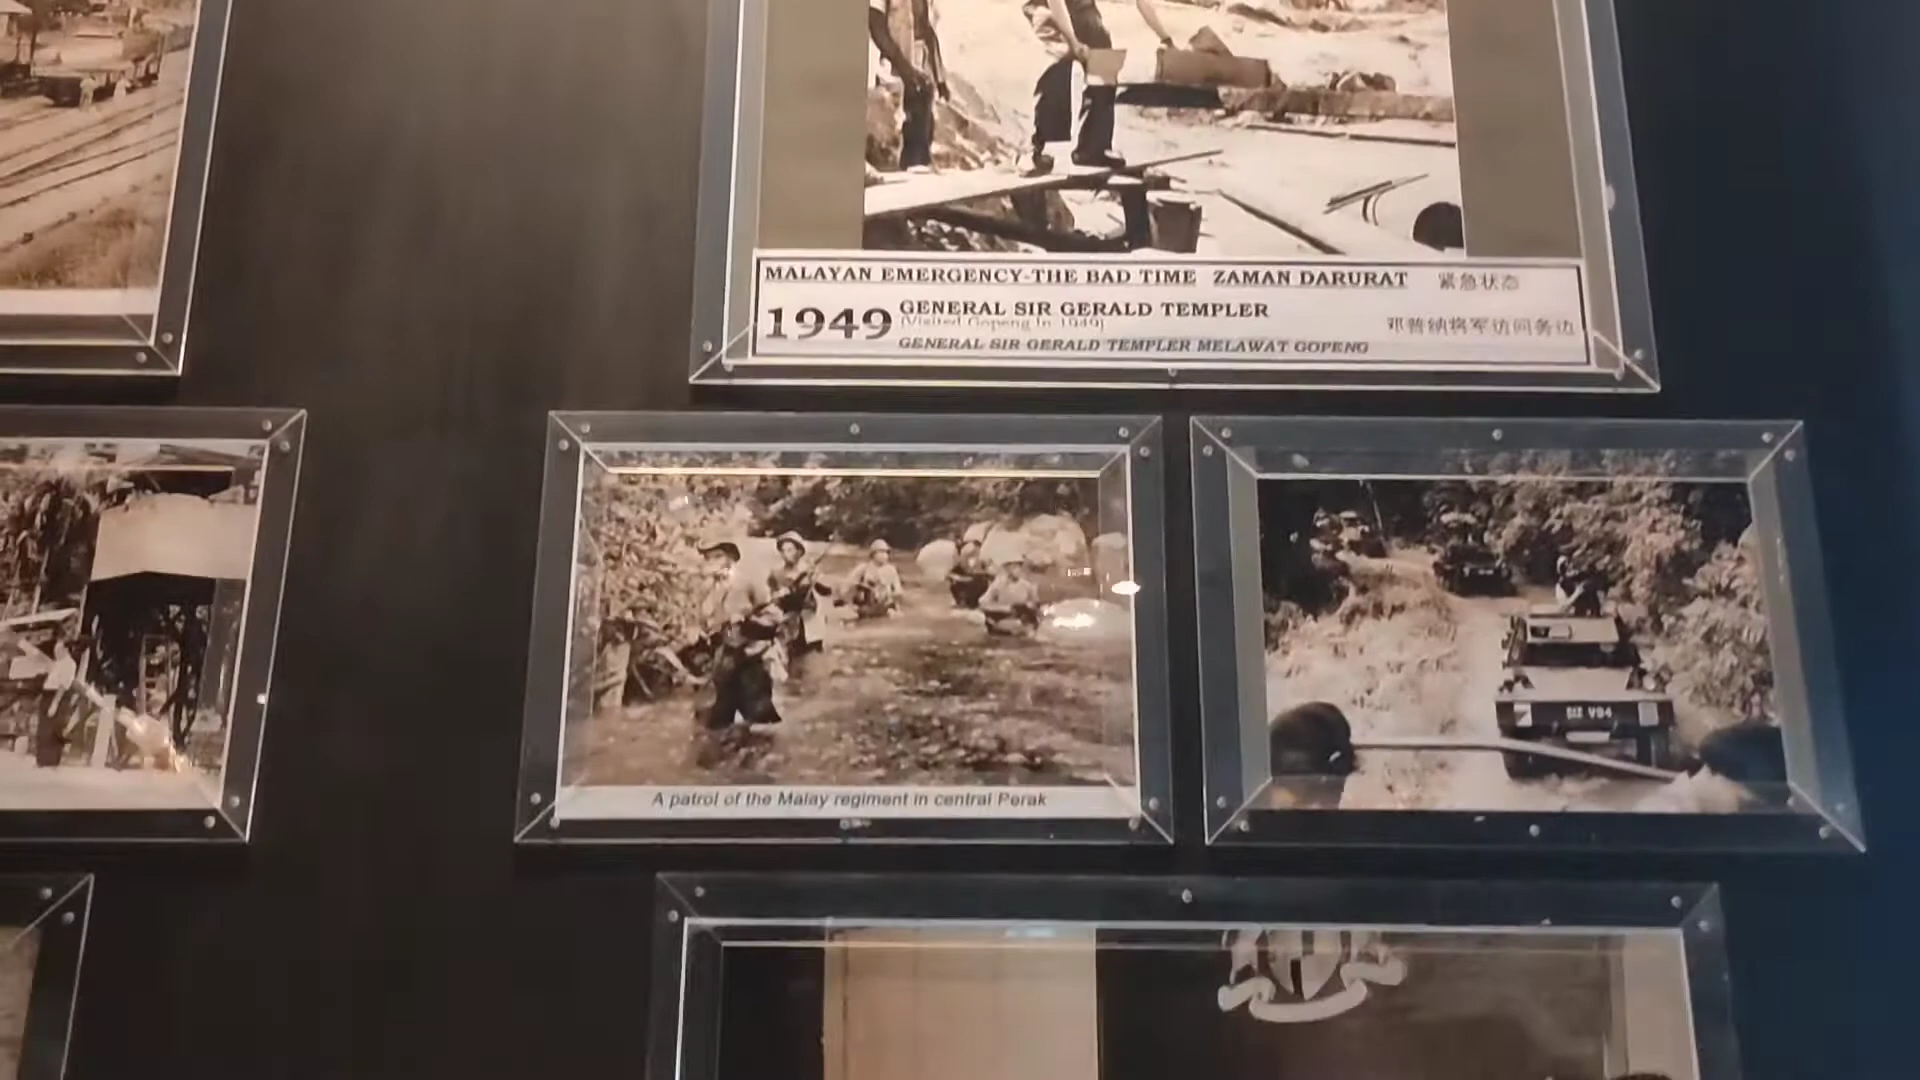 MALAYAN EMERGENCY-THE BAD TIME ZAMAN DARURAT 紧急状态
1949 GENERAL SIR GERALD TEMPLER
(Visited Gopeng In 1949)
邓普纳将军访问务边
GENERAL SIR GERALD TEMPLER MELAWAT GOPENG
A patrol of the Malay regiment in central Perak